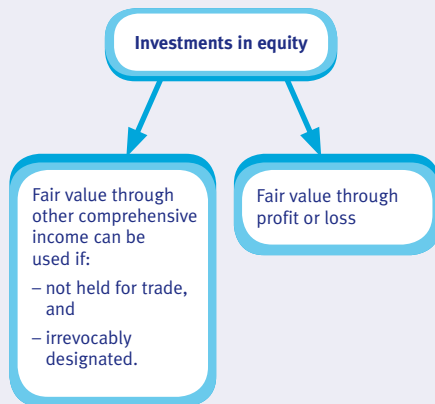 Investments in equity
Fair value through
other comprehensive
income can be
used if:
– not held for trade,
and
– irrevocably
designated.
Fair value through
profit or loss